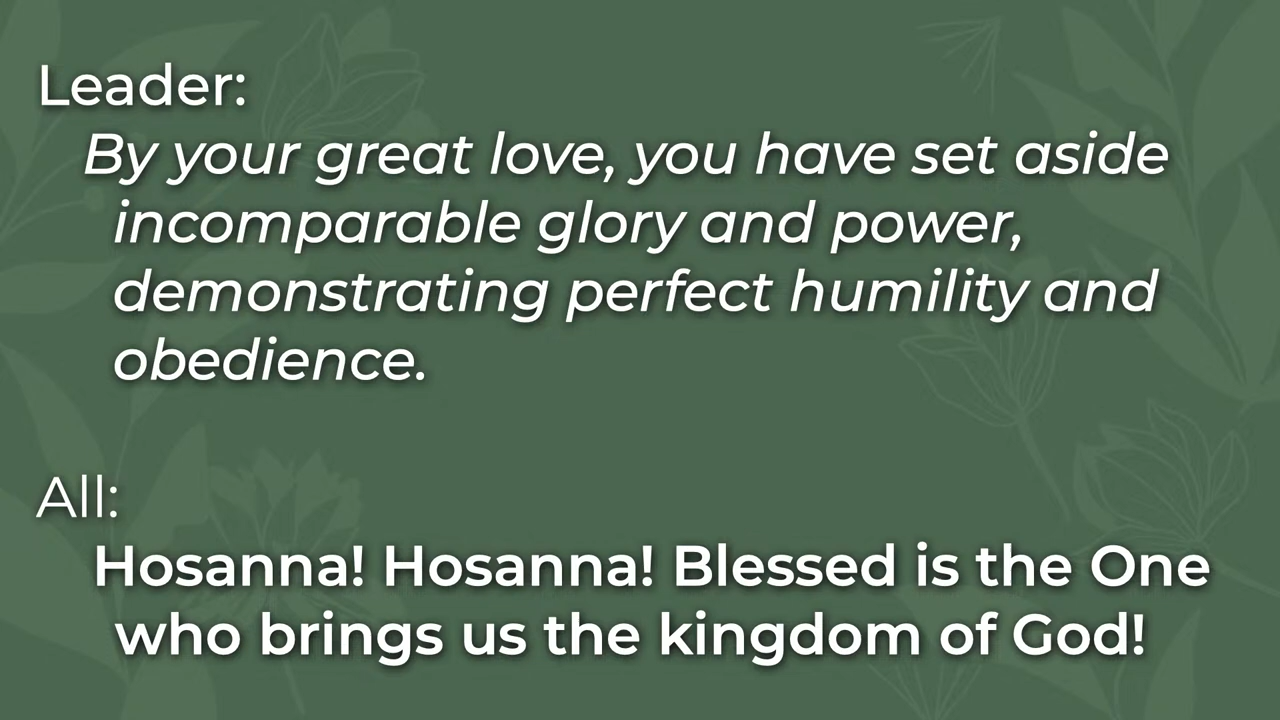 Leader:
By your great love, you have set aside
incomparable glory and power,
demonstrating perfect humility and
obedience.
All:
Hosanna! Hosanna! Blessed is the One
who brings us the kingdom of God!